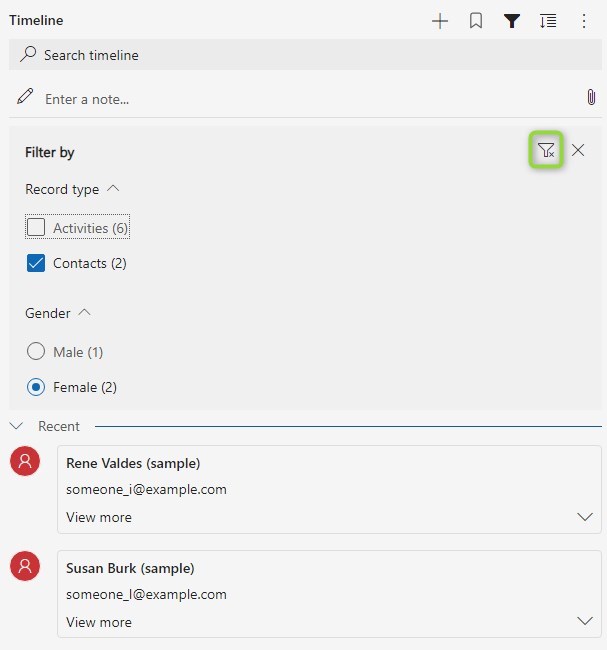 Timeline
Search timeline
Enter a note...
Filter by
Record type
Activities (6)
Contacts (2)
Gender
Male (1)
Female (2)
Recent
Rene Valdes (sample)
someone_i@example.com
View more
Susan Burk (sample)
someone_l@example.com
View more